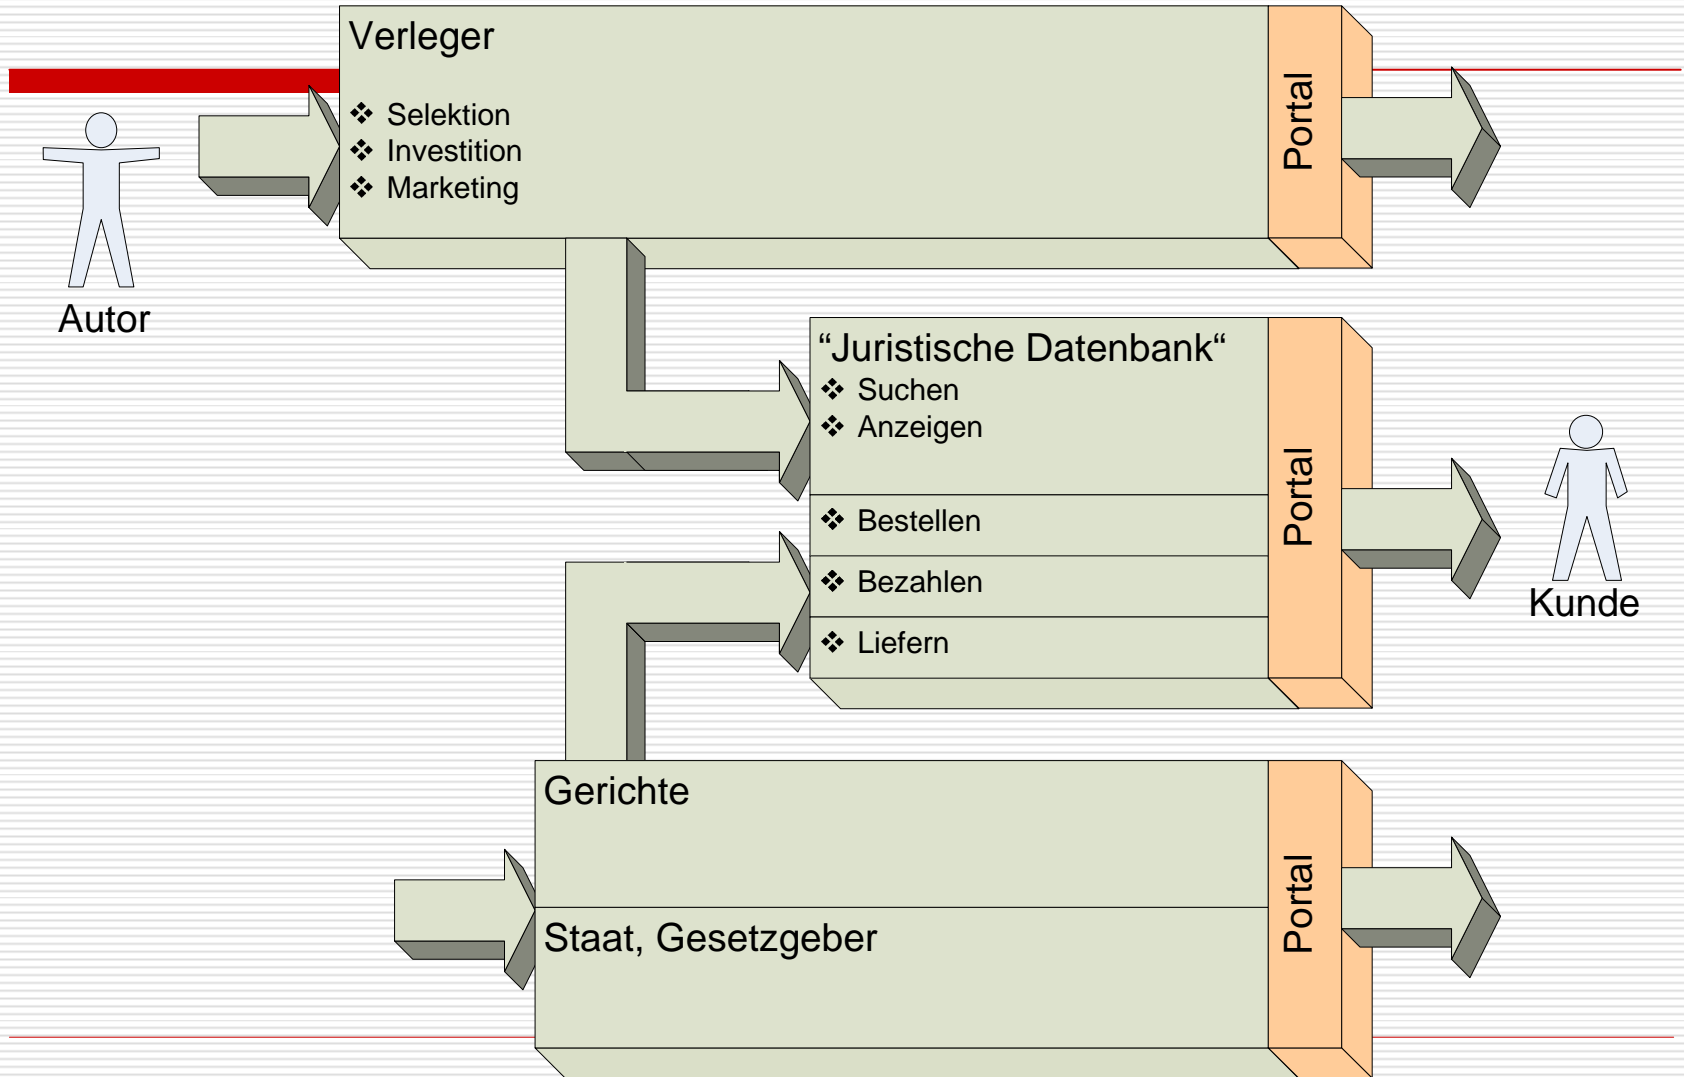 Verleger
❖ Selektion
❖ Investition
❖ Marketing
Portal
Autor
“Juristische Datenbank“
❖ Suchen
❖ Anzeigen
❖ Bestellen
❖ Bezahlen
❖ Liefern
Portal
Kunde
Gerichte
Staat, Gesetzgeber
Portal